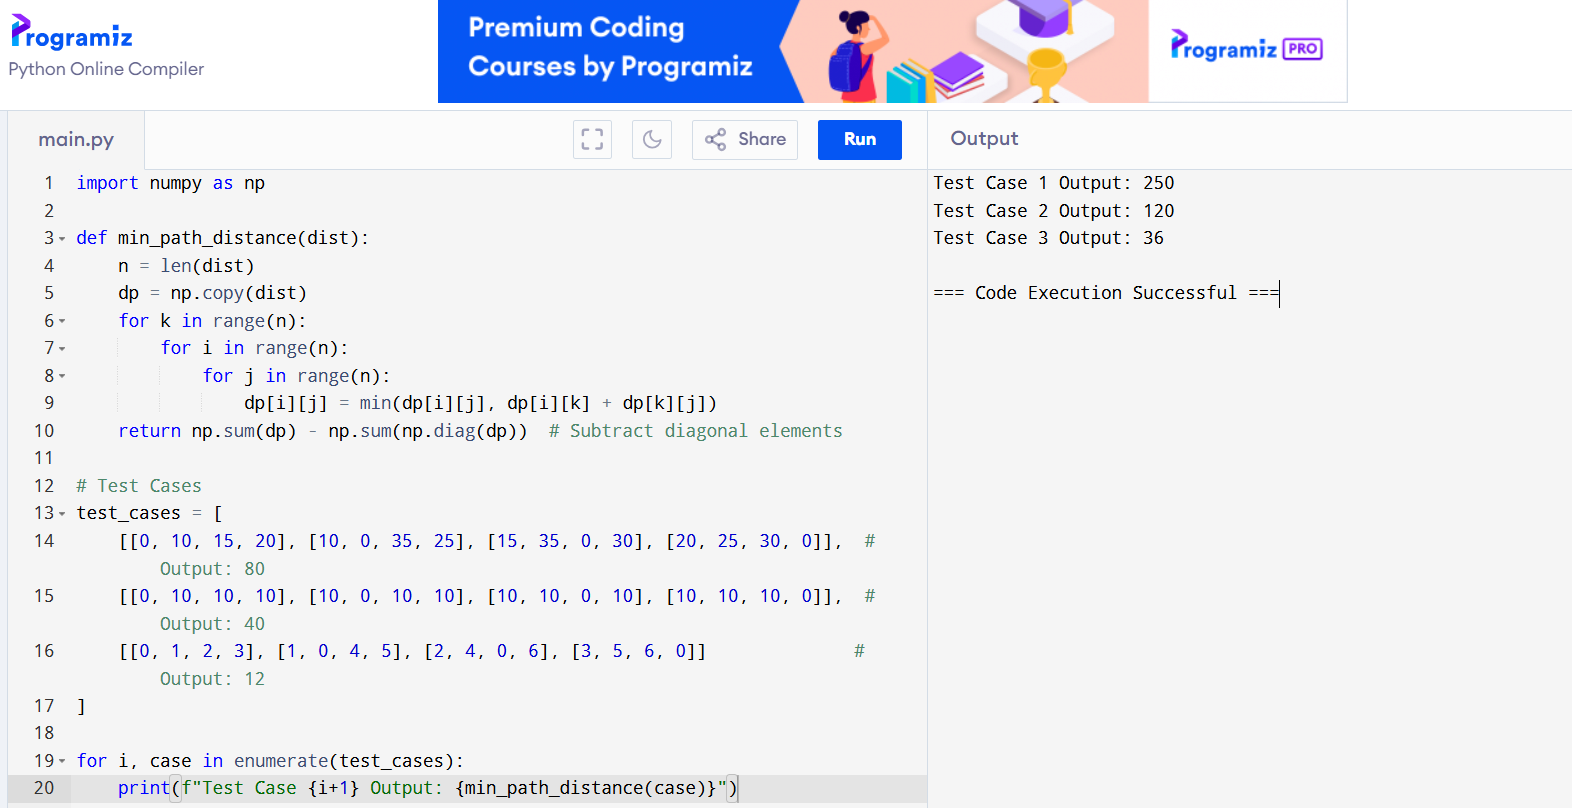 Programiz
Python Online Compiler
Premium Coding
Courses by Programiz
Programiz PRO
main.py
Share
Run
Output
1 import numpy as np
2
3 def min_path_distance(dist):
4     n = len(dist)
5     dp = np.copy(dist)
6     for k in range(n):
7         for i in range(n):
8             for j in range(n):
9                 dp[i][j] = min(dp[i][j], dp[i][k] + dp[k][j])
10     return np.sum(dp) - np.sum(np.diag(dp))  # Subtract diagonal elements
11
12 # Test Cases
13 test_cases = [
14     [[0, 10, 15, 20], [10, 0, 35, 25], [15, 35, 0, 30], [20, 25, 30, 0]],  #
Output: 80
15     [[0, 10, 10, 10], [10, 0, 10, 10], [10, 10, 0, 10], [10, 10, 10, 0]],  #
Output: 40
16     [[0, 1, 2, 3], [1, 0, 4, 5], [2, 4, 0, 6], [3, 5, 6, 0]]              #
Output: 12
17 ]
18
19 for i, case in enumerate(test_cases):
20     print(f"Test Case {i+1} Output: {min_path_distance(case)}")
Test Case 1 Output: 250
Test Case 2 Output: 120
Test Case 3 Output: 36
=== Code Execution Successful ===